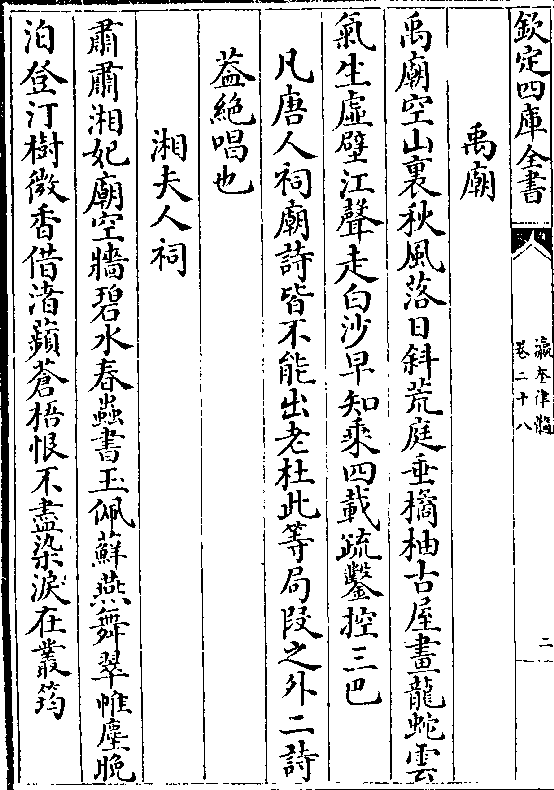 欽定四庫全書
瀛奎律髓
卷二十八
二
禹廟
禹廟空山裏秋風落日斜荒庭垂橘柚古屋畫龍蛇雲
氣生虛壁江聲走白沙早知乘四載疏鑿控三巴
凡唐人祠廟詩皆不能出老杜此等局段之外二詩
葢絶唱也
湘夫人祠
肅肅湘妃廟空牆碧水春蟲書玉佩蘚燕舞翠帷塵晚
泊登汀樹微香借渚蘋蒼梧恨不盡染淚在叢筠